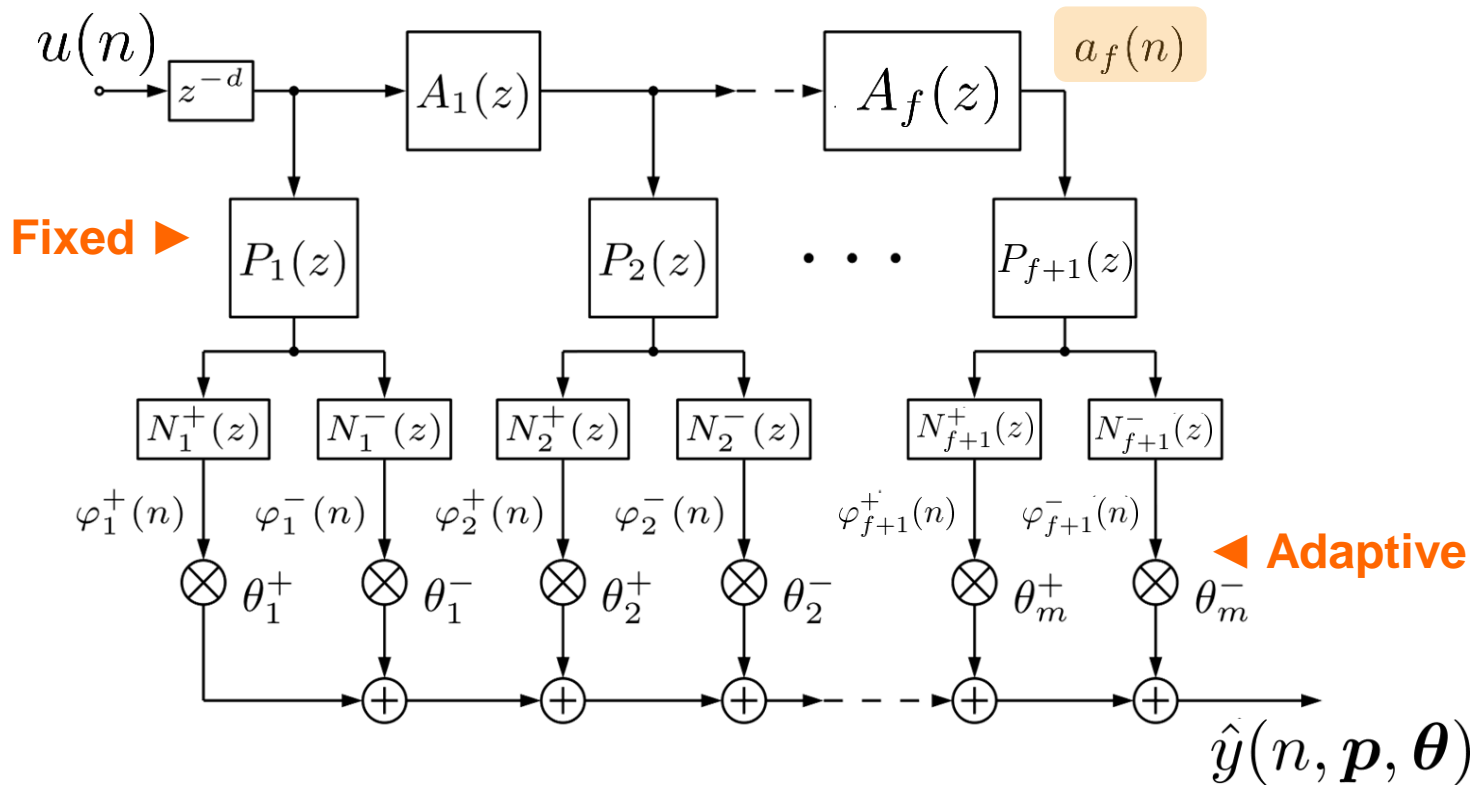 u(n)
z^{-d}
A_1(z)
A_f(z)
a_f(n)
Fixed ►
P_1(z)
P_2(z)
· · ·
P_{f+1}(z)
N_1^+(z)
N_1^-(z)
N_2^+(z)
N_2^-(z)
N_{f+1}^+(z)
N_{f+1}^-(z)
φ_1^+(n)
φ_1^-(n)
φ_2^+(n)
φ_2^-(n)
φ_{f+1}^+(n)
φ_{f+1}^-(n)
◄ Adaptive
θ_1^+
θ_1^-
θ_2^+
θ_2^-
θ_m^+
θ_m^-
ŷ(n, p, θ)